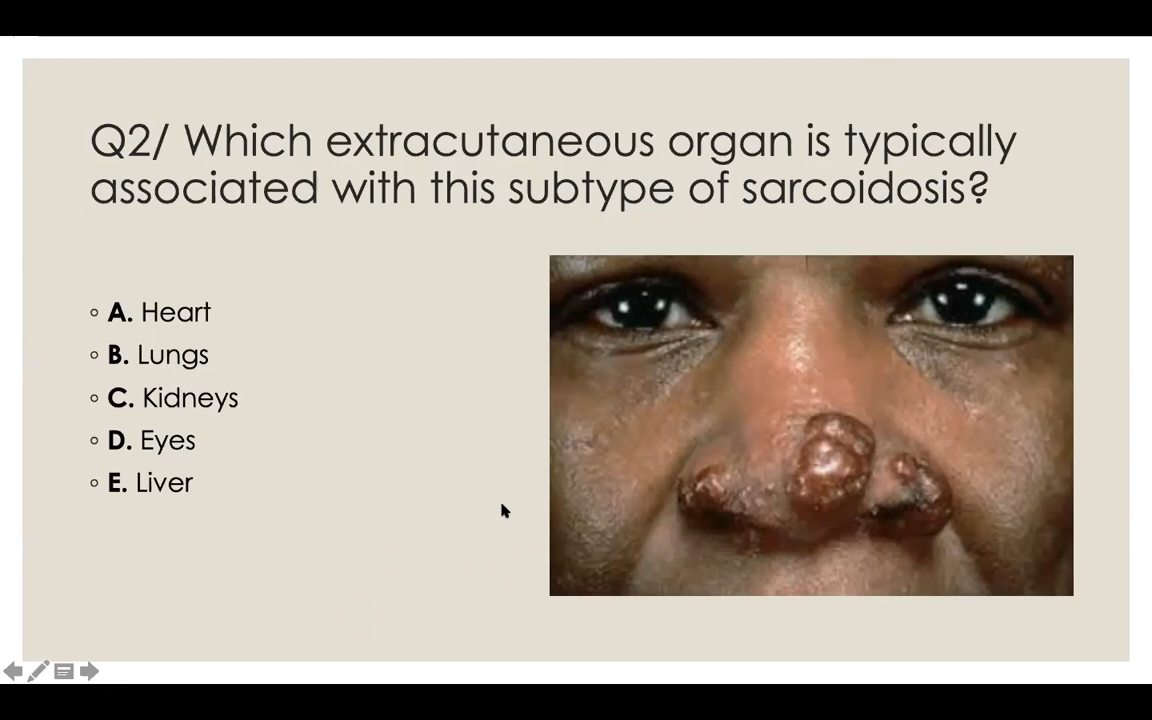 Q2/ Which extracutaneous organ is typically
associated with this subtype of sarcoidosis?
A. Heart
B. Lungs
C. Kidneys
D. Eyes
E. Liver